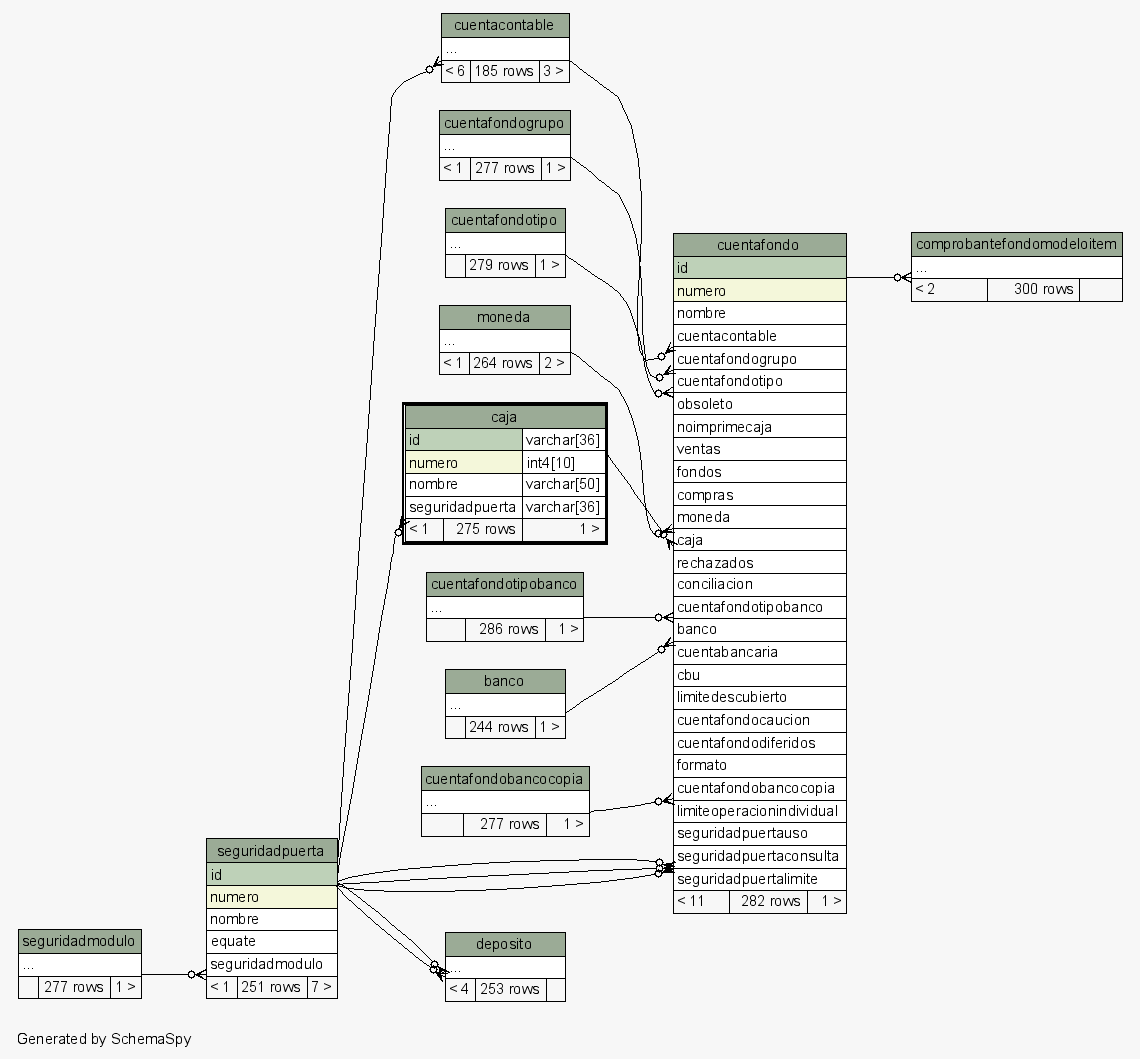 cuentacontable
...
< 6 185 rows 3 >
cuentafondogrupo
...
< 1 277 rows 1 >
cuentafondotipo
...
279 rows 1 >
moneda
...
< 1 264 rows 2 >
caja
id varchar[36]
numero int4[10]
nombre varchar[50]
seguridadpuerta varchar[36]
< 1 275 rows 1 >
cuentafondotipobanco
...
286 rows 1 >
banco
...
244 rows 1 >
cuentafondobancocopia
...
277 rows 1 >
cuentafondo
id
numero
nombre
cuentacontable
cuentafondogrupo
cuentafondotipo
obsoleto
noimprimecaja
ventas
fondos
compras
moneda
caja
rechazados
conciliacion
cuentafondotipobanco
banco
cuentabancaria
cbu
limitedescubierto
cuentafondocaucion
cuentafondodiferidos
formato
cuentafondobancocopia
limiteoperacionindividual
seguridadpuertauso
seguridadpuertaconsulta
seguridadpuertalimite
< 11 282 rows 1 >
comprobantefondomodeloitem
...
< 2 300 rows
seguridadpuerta
id
numero
nombre
equate
seguridadmodulo
< 1 251 rows 7 >
seguridadmodulo
...
277 rows 1 >
deposito
...
< 4 253 rows
Generated by SchemaSpy